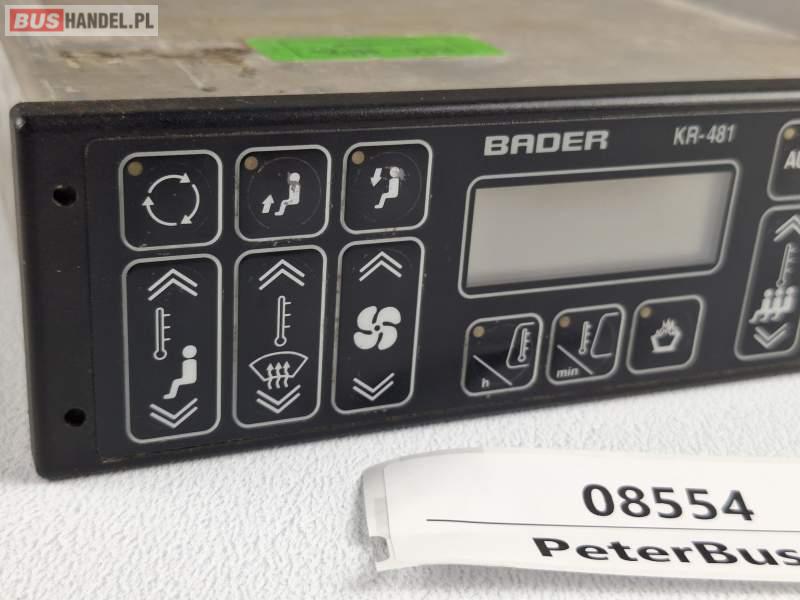 BUSHANDEL.PL
BADER
KR-481
h
min
08554
PeterBus